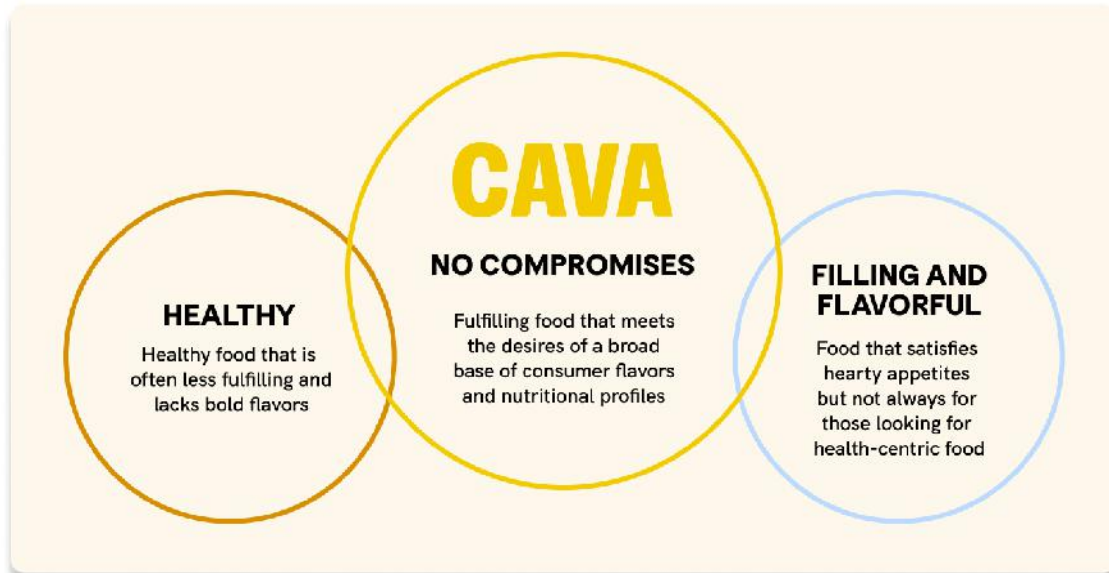 CAVA
NO COMPROMISES
Fulfilling food that meets
the desires of a broad
base of consumer flavors
and nutritional profiles
HEALTHY
Healthy food that is
often less fulfilling and
lacks bold flavors
FILLING AND
FLAVORFUL
Food that satisfies
hearty appetites
but not always for
those looking for
health-centric food